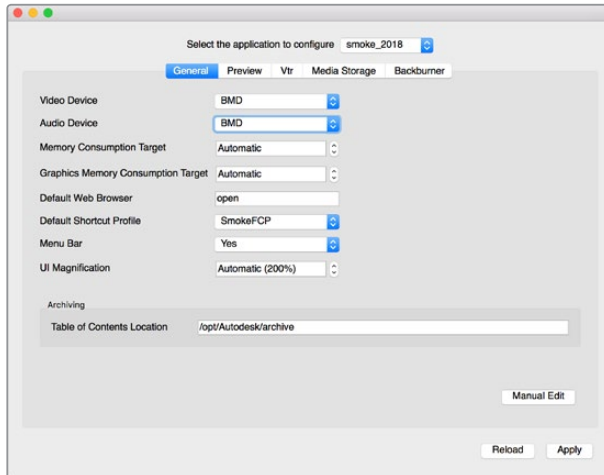 Select the application to configure smoke_2018
General Preview Vtr Media Storage Backburner
Video Device BMD
Audio Device BMD
Memory Consumption Target Automatic
Graphics Memory Consumption Target Automatic
Default Web Browser open
Default Shortcut Profile SmokeFCP
Menu Bar Yes
UI Magnification Automatic (200%)
Archiving
Table of Contents Location /opt/Autodesk/archive
Manual Edit
Reload Apply